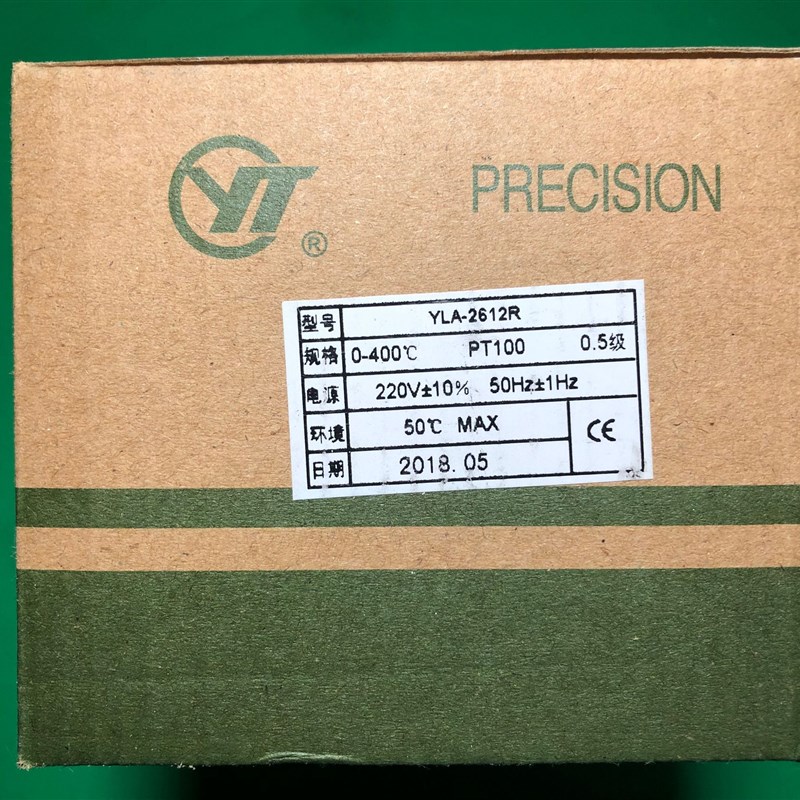 YT
®
PRECISION
型号 YLA-2612R
规格 0-400℃ PT100 0.5级
电源 220V±10% 50Hz±1Hz
环境 50℃ MAX
CE
日期 2018.05